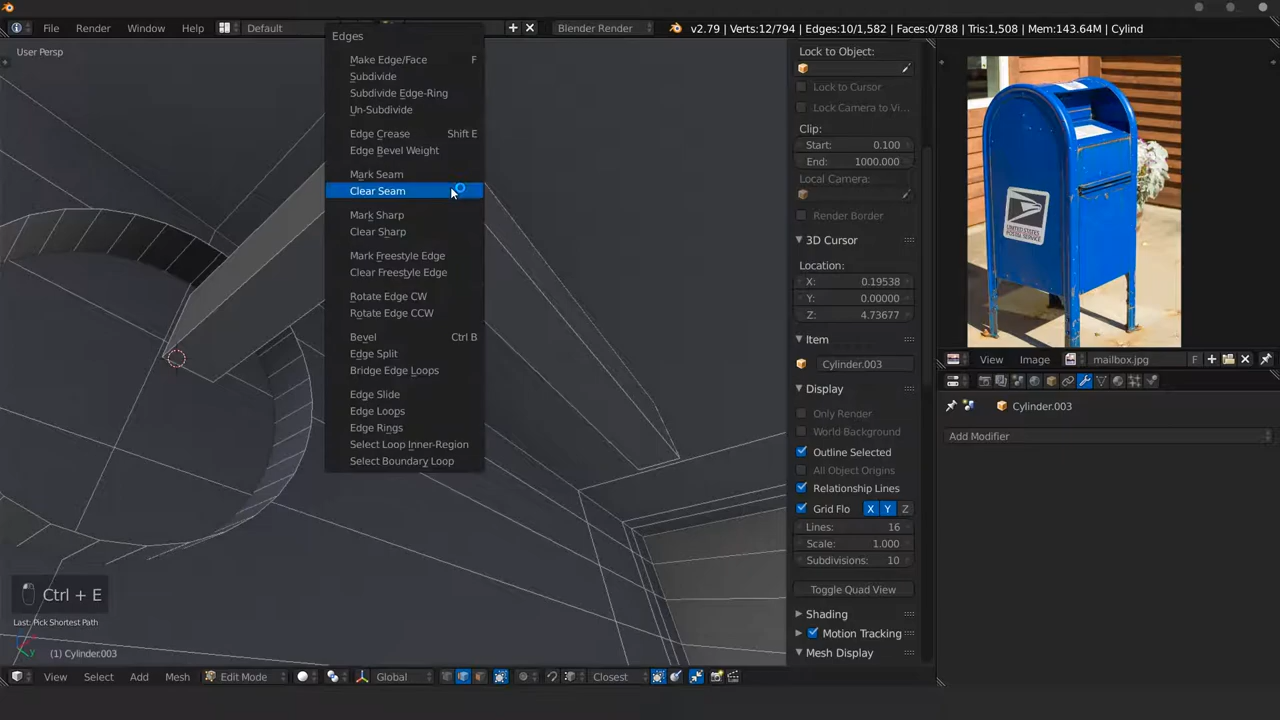 File
Render
Window
Help
Default
Blender Render
v2.79 | Verts:12/794 | Edges:10/1,582 | Faces:0/788 | Tris:1,508 | Mem:143.64M | Cylind
User Persp
Edges
Make Edge/Face F
Subdivide
Subdivide Edge-Ring
Un-Subdivide
Edge Crease Shift E
Edge Bevel Weight
Mark Seam
Clear Seam
Mark Sharp
Clear Sharp
Mark Freestyle Edge
Clear Freestyle Edge
Rotate Edge CW
Rotate Edge CCW
Bevel Ctrl B
Edge Split
Bridge Edge Loops
Edge Slide
Edge Loops
Edge Rings
Select Loop Inner-Region
Select Boundary Loop
Ctrl + E
Last: Pick Shortest Path
(1) Cylinder.003
View
Select
Add
Mesh
Edit Mode
Global
Closest
Lock to Object:
Lock to Cursor
Lock Camera to Vi...
Clip:
Start: 0.100
End: 1000.000
Local Camera:
Render Border
3D Cursor
Location:
X: 0.19538
Y: 0.00000
Z: 4.73677
Item
Cylinder.003
Display
Only Render
World Background
Outline Selected
All Object Origins
Relationship Lines
Grid Flo X Y Z
Lines: 16
Scale: 1.000
Subdivisions: 10
Toggle Quad View
Shading
Motion Tracking
Mesh Display
UNITED STATES
POSTAL SERVICE
View
Image
mailbox.jpg
F
Cylinder.003
Add Modifier